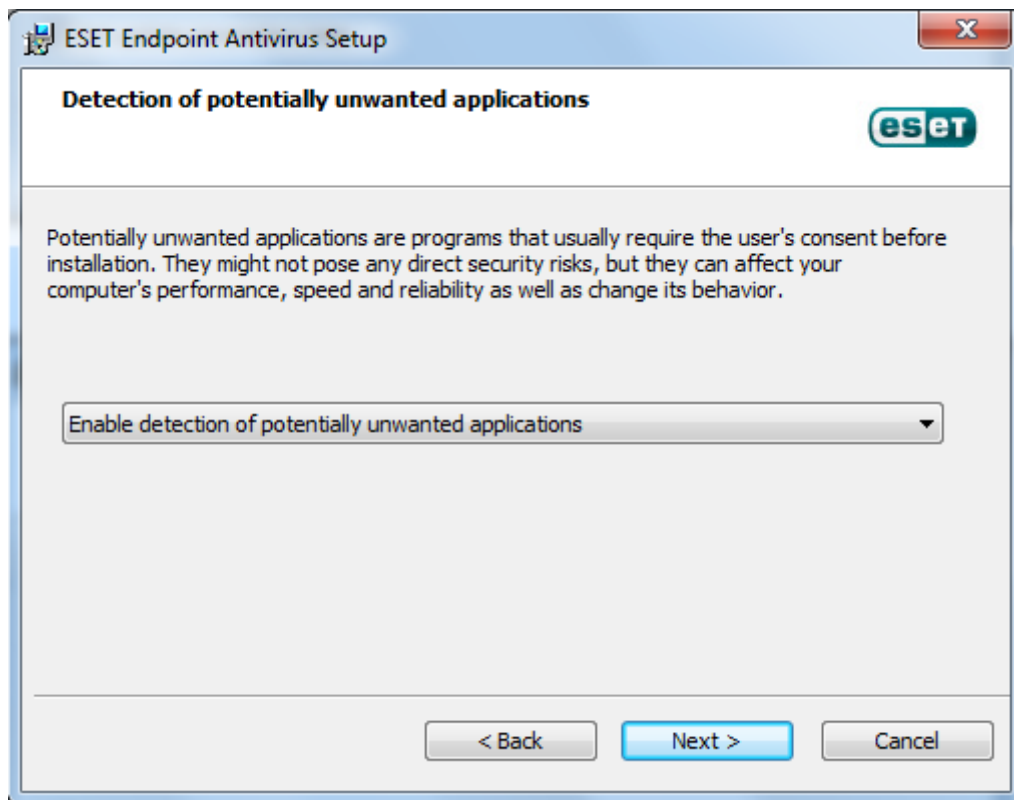 ESET Endpoint Antivirus Setup
Detection of potentially unwanted applications
eseT
Potentially unwanted applications are programs that usually require the user's consent before
installation. They might not pose any direct security risks, but they can affect your
computer's performance, speed and reliability as well as change its behavior.
Enable detection of potentially unwanted applications
< Back Next > Cancel